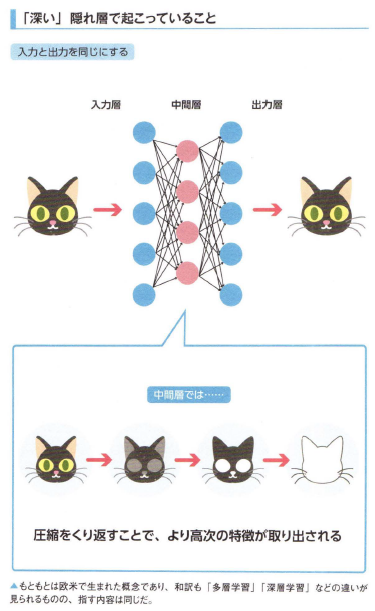 「深い」隠れ層で起こっていること
入力と出力を同じにする
入力層 中間層 出力層
中間層では……
圧縮をくり返すことで、より高次の特徴が取り出される
▲もともとは欧米で生まれた概念であり、和訳も「多層学習」「深層学習」などの違いが
見られるものの、指す内容は同じだ。